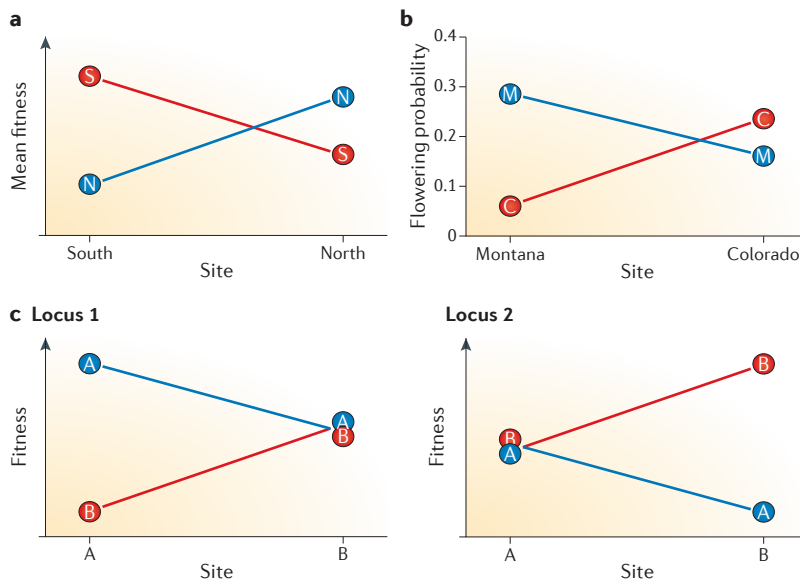 a
Mean fitness
S
N
N
S
South
North
Site
b
Flowering probability
0.4
0.3
0.2
0.1
0
M
C
C
M
Montana
Colorado
Site
c Locus 1
Fitness
A
B
A
B
A
B
Site
Locus 2
Fitness
B
A
B
A
A
B
Site